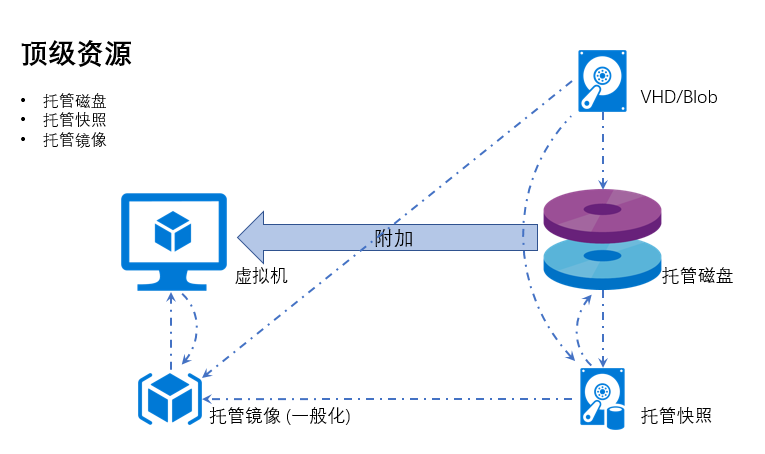 顶级资源
• 托管磁盘
• 托管快照
• 托管镜像
VHD/Blob
附加
虚拟机
托管磁盘
托管镜像 (一般化)
托管快照